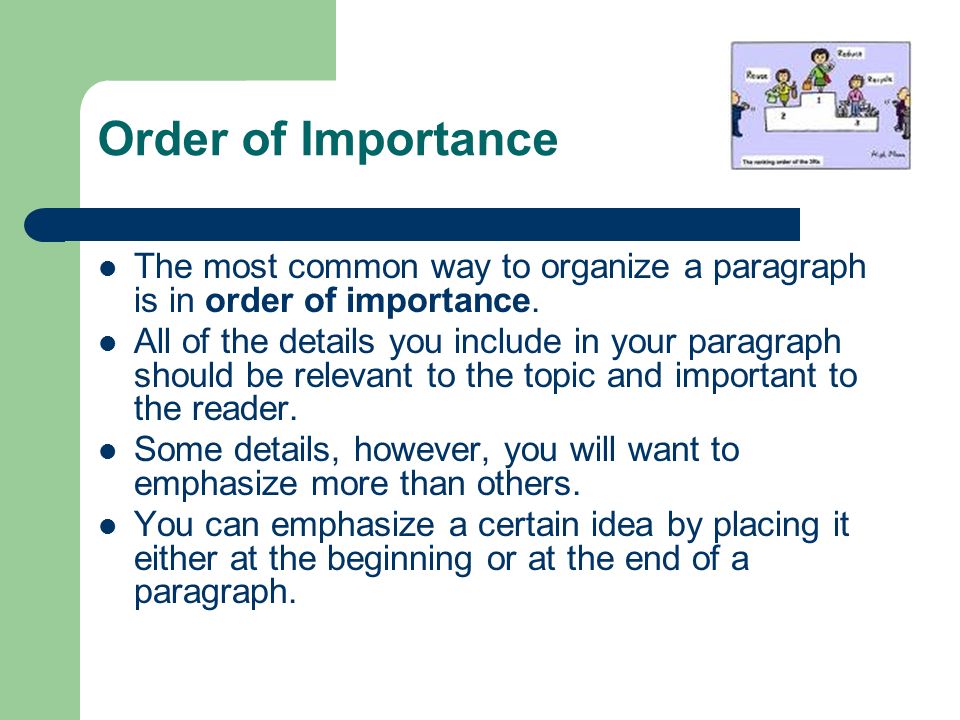 Order of Importance
Reduce
Reuse
Recycle
1
2
3
The ranking order of the 3Rs
The most common way to organize a paragraph
is in order of importance.
All of the details you include in your paragraph
should be relevant to the topic and important to
the reader.
Some details, however, you will want to
emphasize more than others.
You can emphasize a certain idea by placing it
either at the beginning or at the end of a
paragraph.